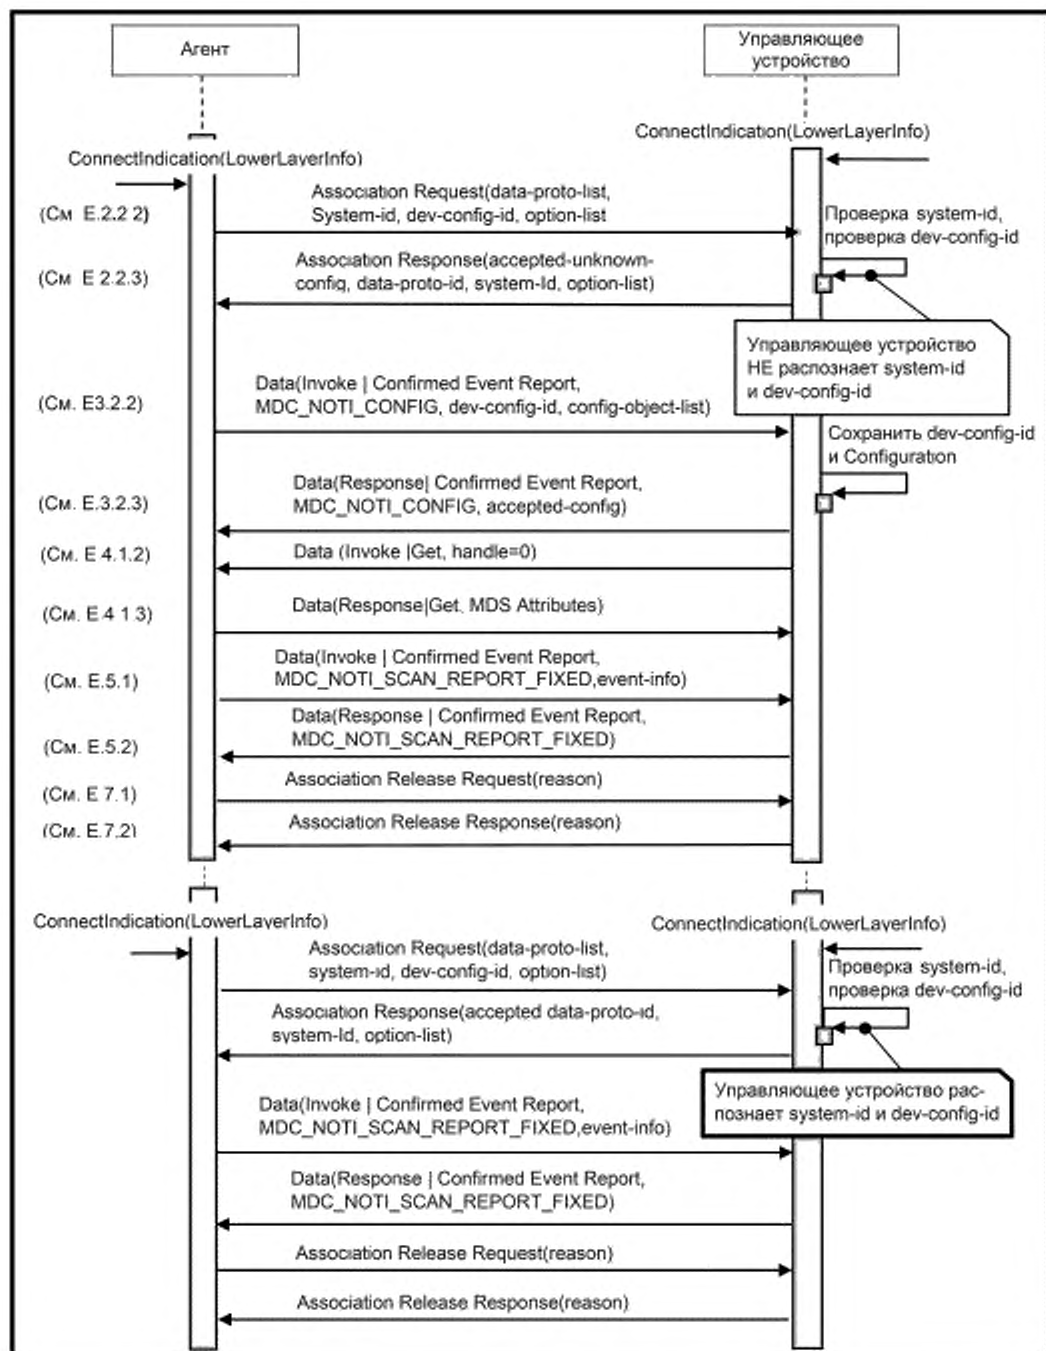 Агент
Управляющее
устройство
ConnectIndication(LowerLayerInfo)
ConnectIndication(LowerLayerInfo)
(См Е.2.2 2)
Association Request(data-proto-list,
System-id, dev-config-id, option-list
Проверка system-id,
проверка dev-config-id
(См Е 2.2.3)
Association Response(accepted-unknown-
config, data-proto-id, system-Id, option-list)
Управляющее устройство
НЕ распознает system-id
и dev-config-id
(См. Е3.2.2)
Data(Invoke | Confirmed Event Report,
MDC_NOTI_CONFIG, dev-config-id, config-object-list)
Сохранить dev-config-id
и Configuration
(См. Е.3.2.3)
Data(Response| Confirmed Event Report,
MDC_NOTI_CONFIG, accepted-config)
(См. Е 4.1.2)
Data (Invoke |Get, handle=0)
(См. Е.4 1.3)
Data(Response|Get, MDS Attributes)
(См. Е.5.1)
Data(Invoke | Confirmed Event Report,
MDC_NOTI_SCAN_REPORT_FIXED,event-info)
(См. Е.5.2)
Data(Response | Confirmed Event Report,
MDC_NOTI_SCAN_REPORT_FIXED)
(См. Е 7.1)
Association Release Request(reason)
(См. Е.7.2)
Association Release Response(reason)
ConnectIndication(LowerLayerInfo)
ConnectIndication(LowerLayerInfo)
Association Request(data-proto-list,
system-id, dev-config-id, option-list)
Проверка system-id,
проверка dev-config-id
Association Response(accepted data-proto-id,
system-Id, option-list)
Управляющее устройство рас-
познает system-id и dev-config-id
Data(Invoke | Confirmed Event Report,
MDC_NOTI_SCAN_REPORT_FIXED,event-info)
Data(Response | Confirmed Event Report,
MDC_NOTI_SCAN_REPORT_FIXED)
Association Release Request(reason)
Association Release Response(reason)